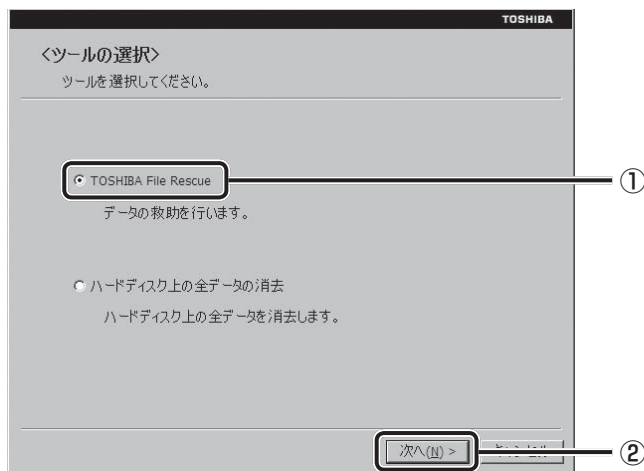 TOSHIBA
<ツールの選択>
ツールを選択してください。
TOSHIBA File Rescue
①
データの救助を行います。
ハードディスク上の全データの消去
ハードディスク上の全データを消去します。
次へ(N) >
②